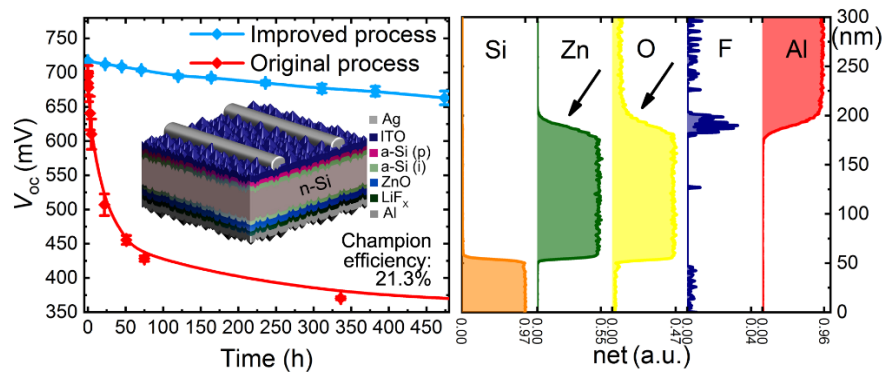 Improved process
Original process
V_oc (mV)
750
700
650
600
550
500
450
400
350
0
50
100
150
200
250
300
350
400
450
Time (h)
Ag
ITO
a-Si (p)
a-Si (i)
ZnO
LiFₓ
Al
n-Si
Champion
efficiency:
21.3%
Si
Zn
O
F
Al
300
(nm)
250
200
150
100
50
0
0.00
0.97
0.00
0.95
0.00
0.47
0.00
0.04
0.00
0.96
net (a.u.)